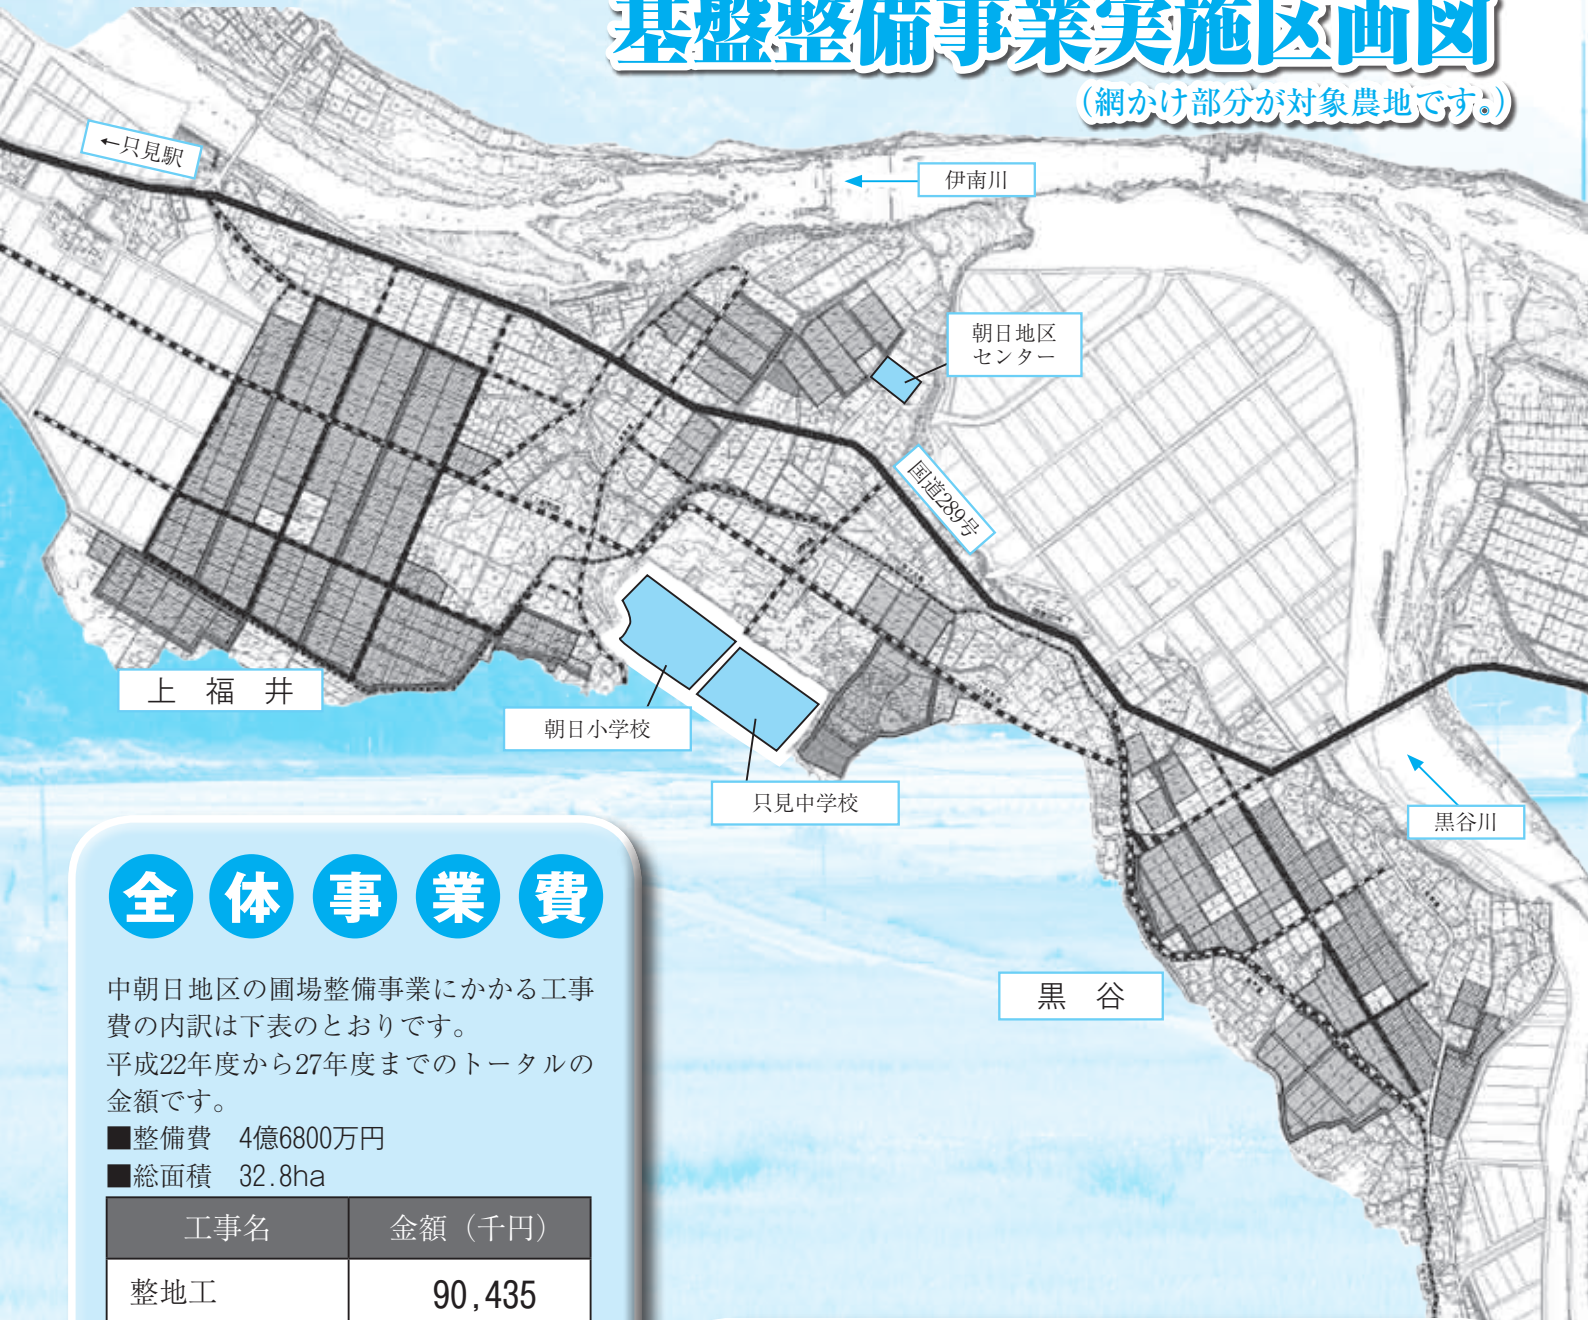 基盤整備事業実施区画図
（網かけ部分が対象農地です。）
←只見駅
伊南川
朝日地区
センター
国道289号
上　福　井
朝日小学校
只見中学校
黒谷川
黒　谷
全体事業費
中朝日地区の圃場整備事業にかかる工事
費の内訳は下表のとおりです。
平成22年度から27年度までのトータルの
金額です。
■整備費　4億6800万円
■総面積　32.8ha
工事名　金額（千円）
整地工　90,435